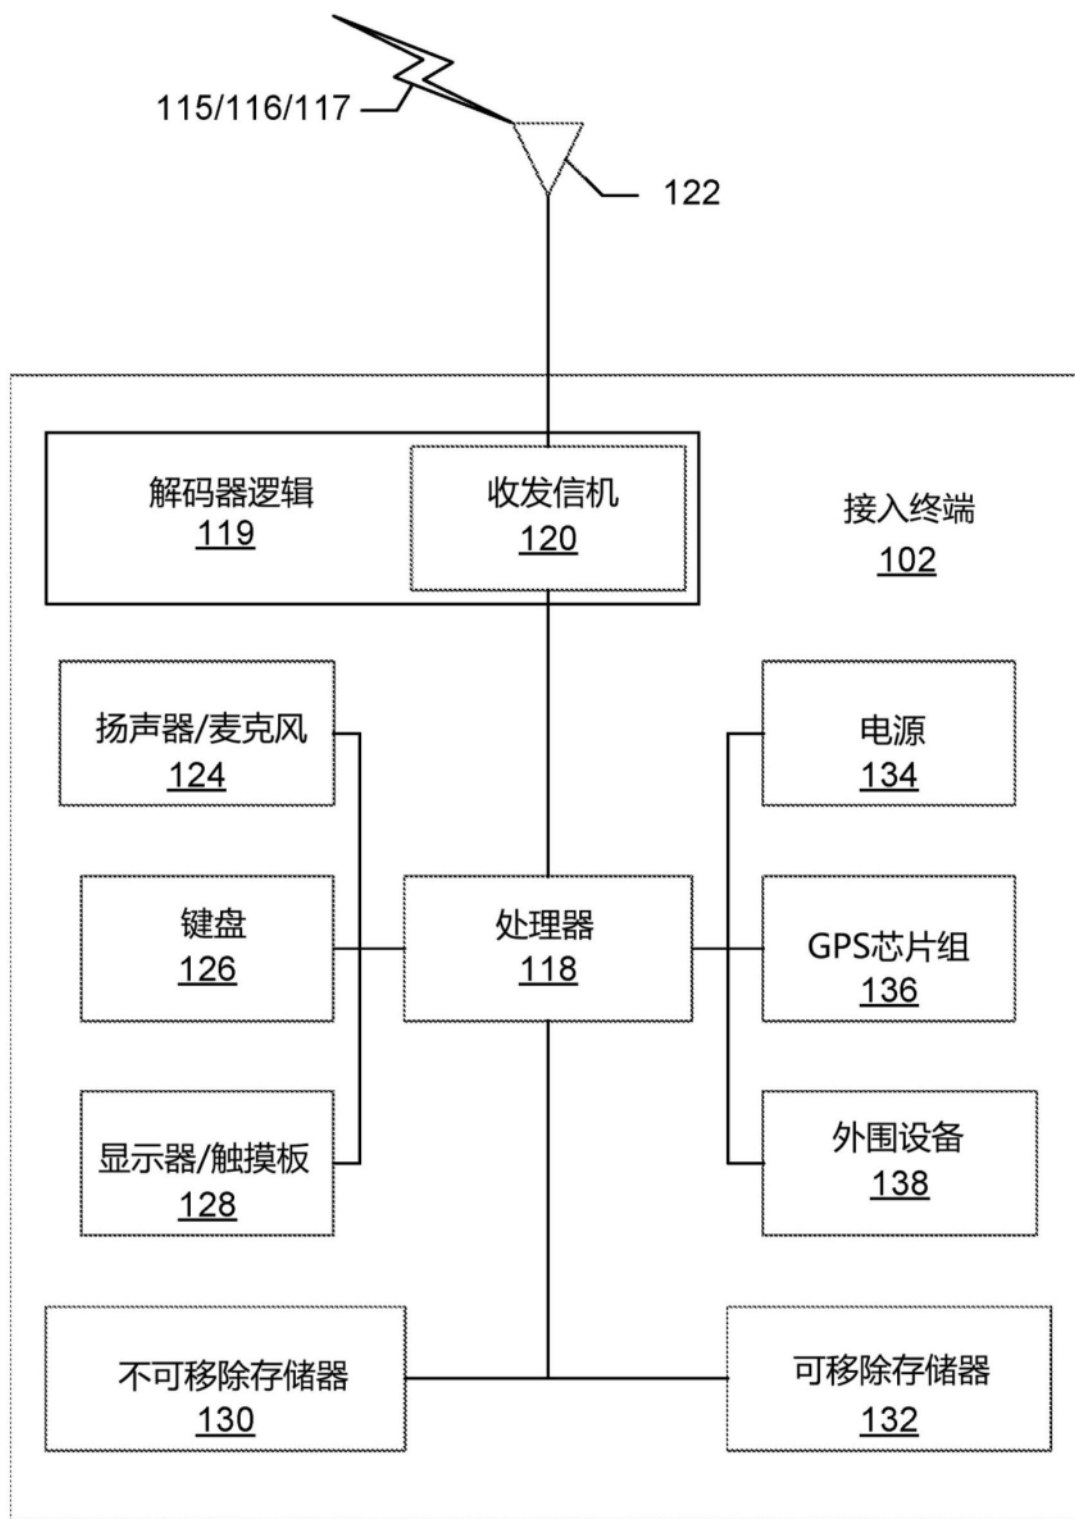 115/116/117
122
解码器逻辑
119
收发信机
120
接入终端
102
扬声器/麦克风
124
电源
134
键盘
126
处理器
118
GPS芯片组
136
显示器/触摸板
128
外围设备
138
不可移除存储器
130
可移除存储器
132